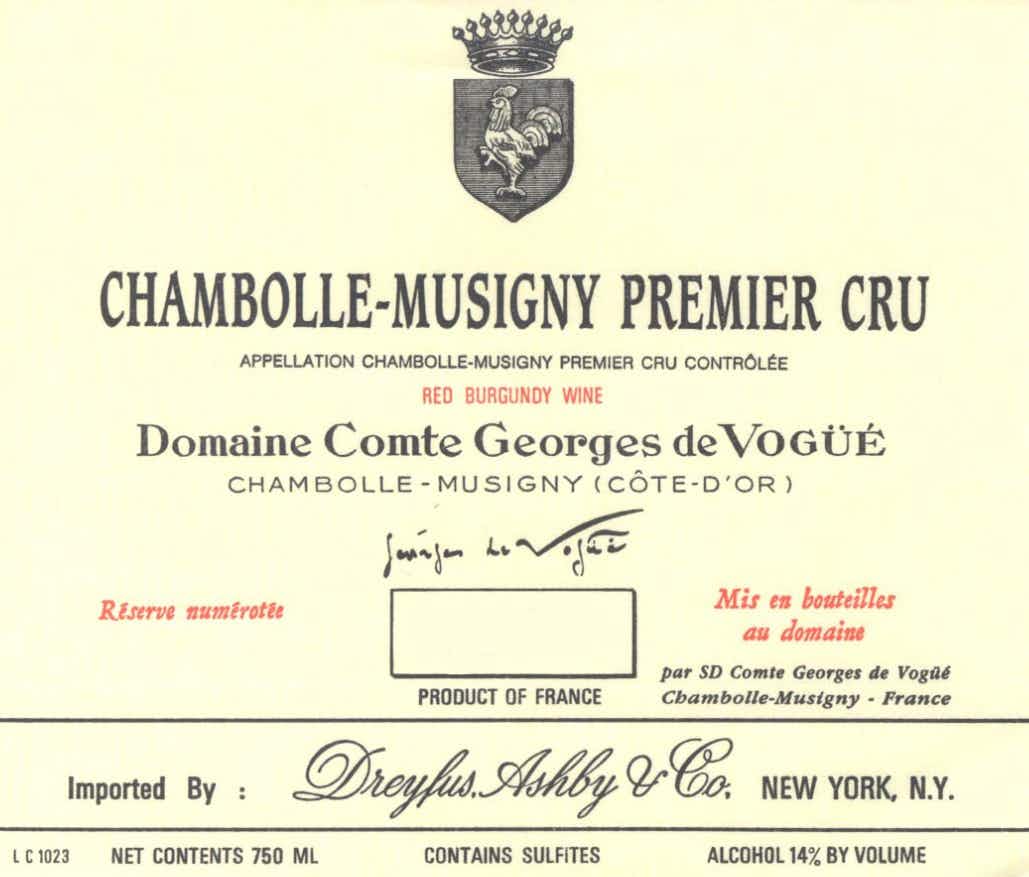 CHAMBOLLE-MUSIGNY PREMIER CRU
APPELLATION CHAMBOLLE-MUSIGNY PREMIER CRU CONTRÔLÉE
RED BURGUNDY WINE
Domaine Comte Georges de VOGÜÉ
CHAMBOLLE-MUSIGNY (CÔTE-D'OR)
Georges de Vogüé
Réserve numérotée
Mis en bouteilles
au domaine
par SD Comte Georges de Vogüé
Chambolle-Musigny - France
PRODUCT OF FRANCE
Imported By : Dreyfus, Ashby & Co. NEW YORK, N.Y.
L C 1023 NET CONTENTS 750 ML CONTAINS SULFITES ALCOHOL 14% BY VOLUME